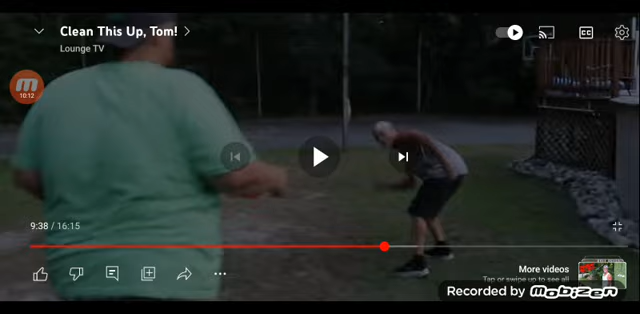 Clean This Up, Tom!
Lounge TV
CC
m
10:12
9:38 / 16:15
More videos
Tap or swipe up to see all
Recorded by mobizen